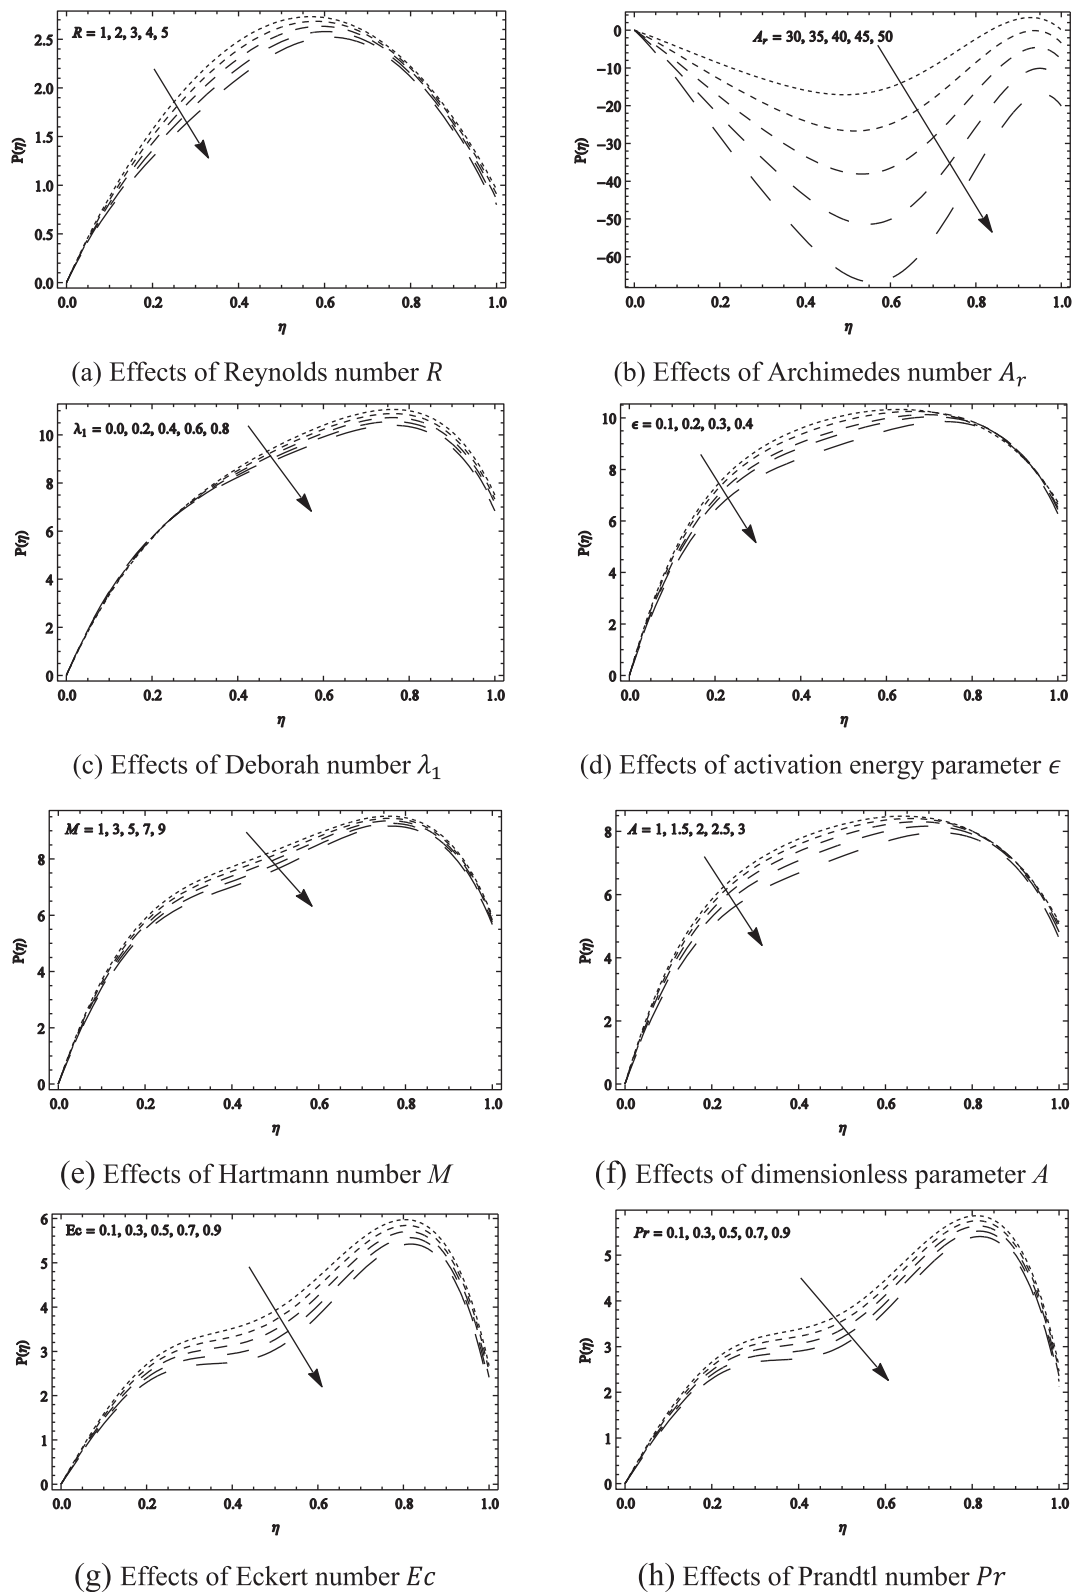 R = 1, 2, 3, 4, 5
P(η)
2.5
2.0
1.5
1.0
0.5
0.0
0.0 0.2 0.4 0.6 0.8 1.0
η
(a) Effects of Reynolds number R
A_r = 30, 35, 40, 45, 50
P(η)
0
−10
−20
−30
−40
−50
−60
0.0 0.2 0.4 0.6 0.8 1.0
η
(b) Effects of Archimedes number A_r
λ₁ = 0.0, 0.2, 0.4, 0.6, 0.8
P(η)
10
8
6
4
2
0
0.0 0.2 0.4 0.6 0.8 1.0
η
(c) Effects of Deborah number λ₁
ϵ = 0.1, 0.2, 0.3, 0.4
P(η)
10
8
6
4
2
0
0.0 0.2 0.4 0.6 0.8 1.0
η
(d) Effects of activation energy parameter ϵ
M = 1, 3, 5, 7, 9
P(η)
8
6
4
2
0
0.0 0.2 0.4 0.6 0.8 1.0
η
(e) Effects of Hartmann number M
A = 1, 1.5, 2, 2.5, 3
P(η)
8
6
4
2
0
0.0 0.2 0.4 0.6 0.8 1.0
η
(f) Effects of dimensionless parameter A
Ec = 0.1, 0.3, 0.5, 0.7, 0.9
P(η)
6
5
4
3
2
1
0
0.0 0.2 0.4 0.6 0.8 1.0
η
(g) Effects of Eckert number Ec
Pr = 0.1, 0.3, 0.5, 0.7, 0.9
P(η)
5
4
3
2
1
0
0.0 0.2 0.4 0.6 0.8 1.0
η
(h) Effects of Prandtl number Pr